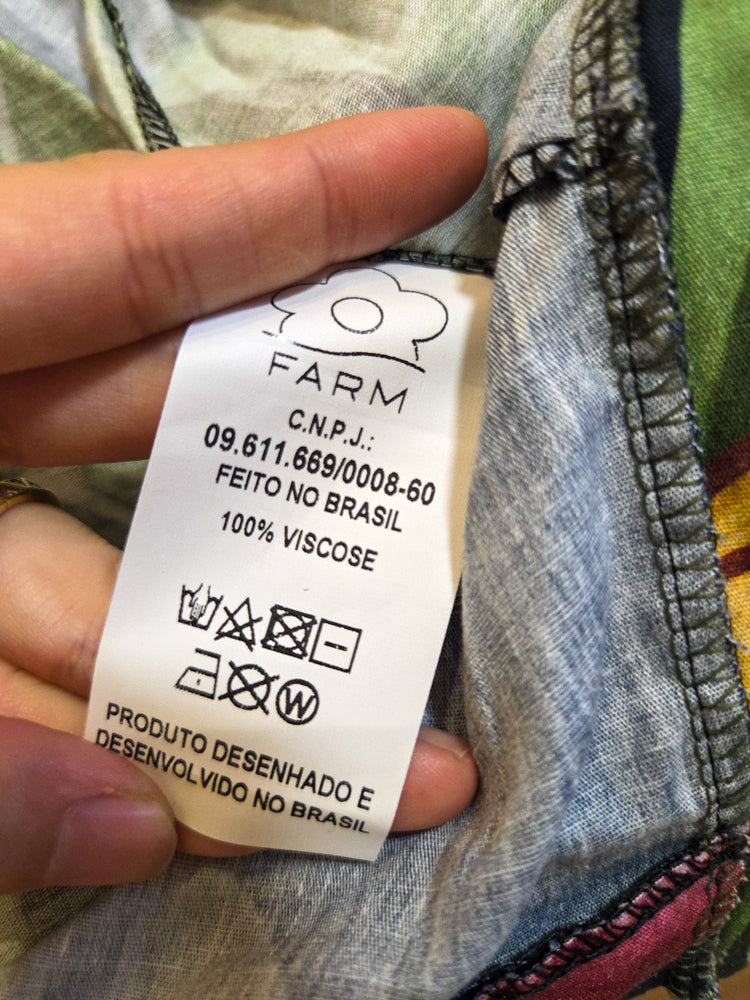 FARM
C.N.P.J.:
09.611.669/0008-60
FEITO NO BRASIL
100% VISCOSE
W
PRODUTO DESENHADO E
DESENVOLVIDO NO BRASIL